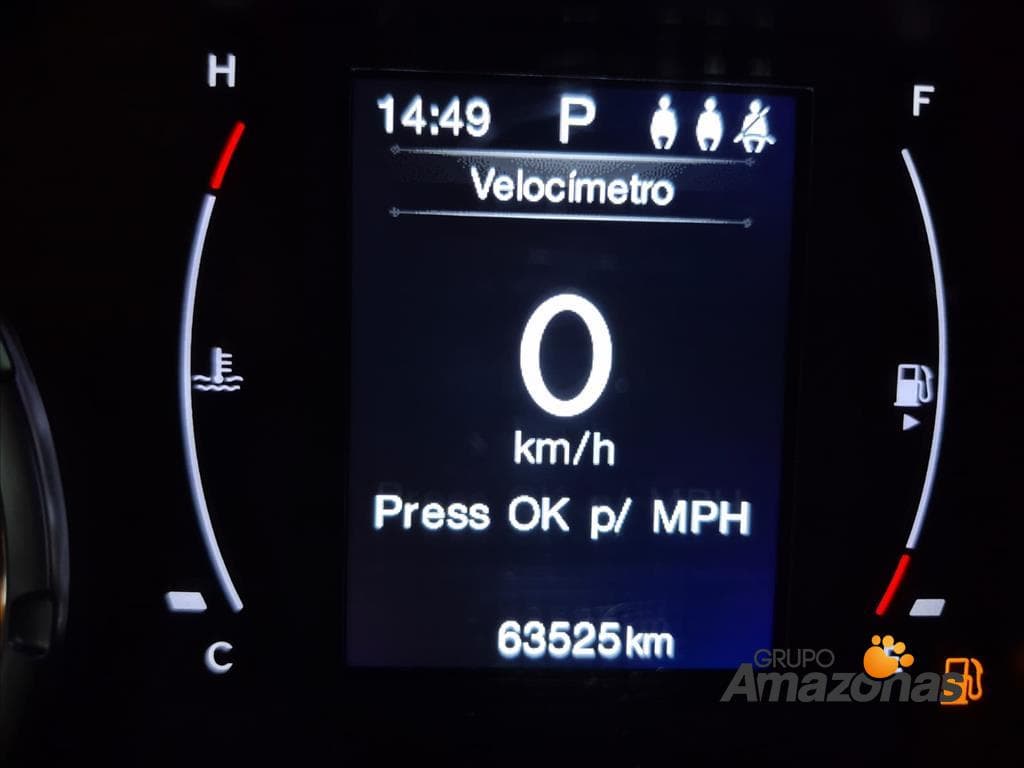 H
F
14:49 P
Velocímetro
0
km/h
Press OK p/ MPH
63525 km
C
GRUPO
Amazonas